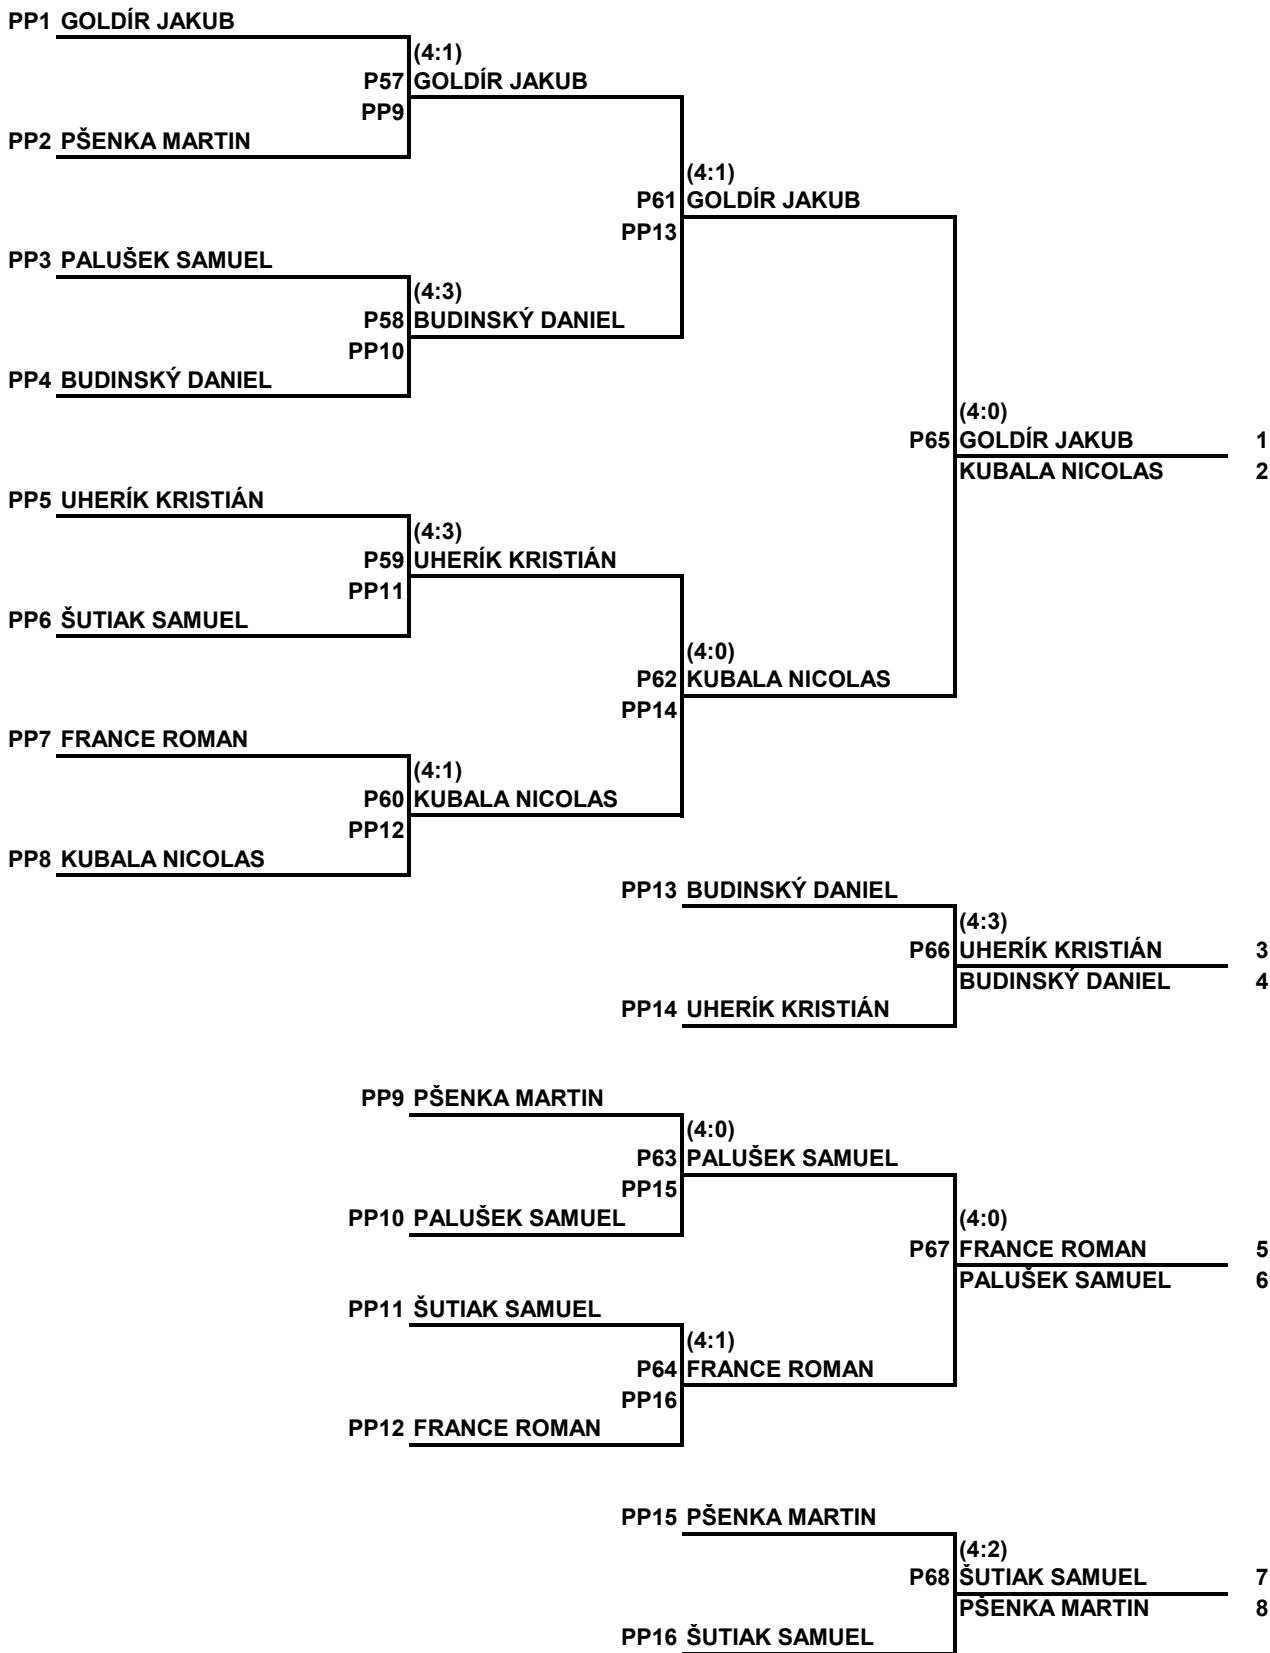 PP1 GOLDÍR JAKUB
(4:1)
P57 GOLDÍR JAKUB
PP9
PP2 PŠENKA MARTIN
(4:1)
P61 GOLDÍR JAKUB
PP13
PP3 PALUŠEK SAMUEL
(4:3)
P58 BUDINSKÝ DANIEL
PP10
PP4 BUDINSKÝ DANIEL
(4:0)
P65 GOLDÍR JAKUB 1
KUBALA NICOLAS 2
PP5 UHERÍK KRISTIÁN
(4:3)
P59 UHERÍK KRISTIÁN
PP11
PP6 ŠUTIAK SAMUEL
(4:0)
P62 KUBALA NICOLAS
PP14
PP7 FRANCE ROMAN
(4:1)
P60 KUBALA NICOLAS
PP12
PP8 KUBALA NICOLAS
PP13 BUDINSKÝ DANIEL
(4:3)
P66 UHERÍK KRISTIÁN 3
BUDINSKÝ DANIEL 4
PP14 UHERÍK KRISTIÁN
PP9 PŠENKA MARTIN
(4:0)
P63 PALUŠEK SAMUEL
PP15
PP10 PALUŠEK SAMUEL
(4:0)
P67 FRANCE ROMAN 5
PALUŠEK SAMUEL 6
PP11 ŠUTIAK SAMUEL
(4:1)
P64 FRANCE ROMAN
PP16
PP12 FRANCE ROMAN
PP15 PŠENKA MARTIN
(4:2)
P68 ŠUTIAK SAMUEL 7
PŠENKA MARTIN 8
PP16 ŠUTIAK SAMUEL